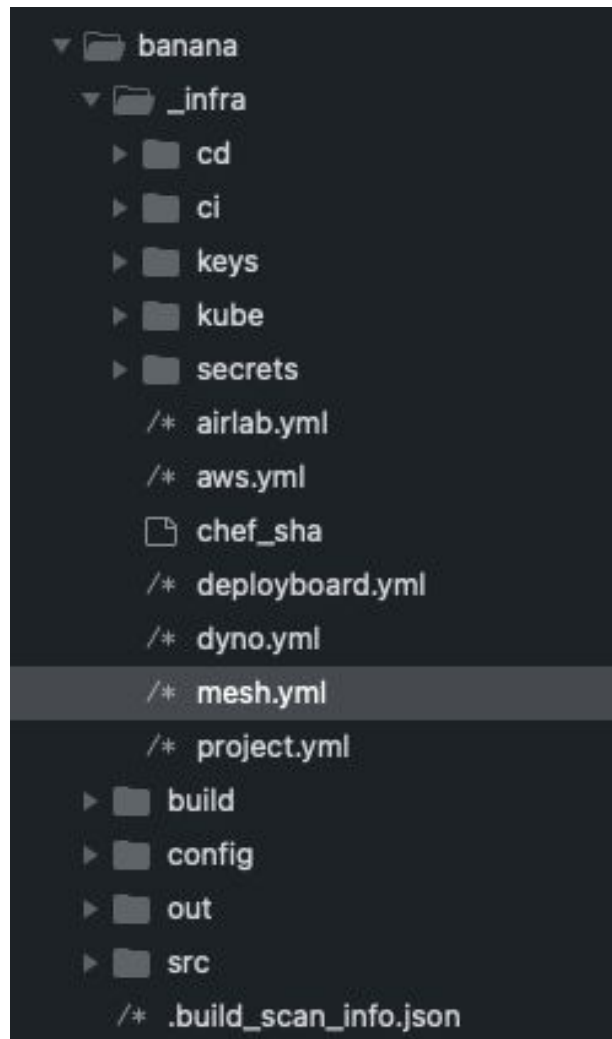 banana
_infra
cd
ci
keys
kube
secrets
/* airlab.yml
/* aws.yml
chef_sha
/* deployboard.yml
/* dyno.yml
/* mesh.yml
/* project.yml
build
config
out
src
/* .build_scan_info.json